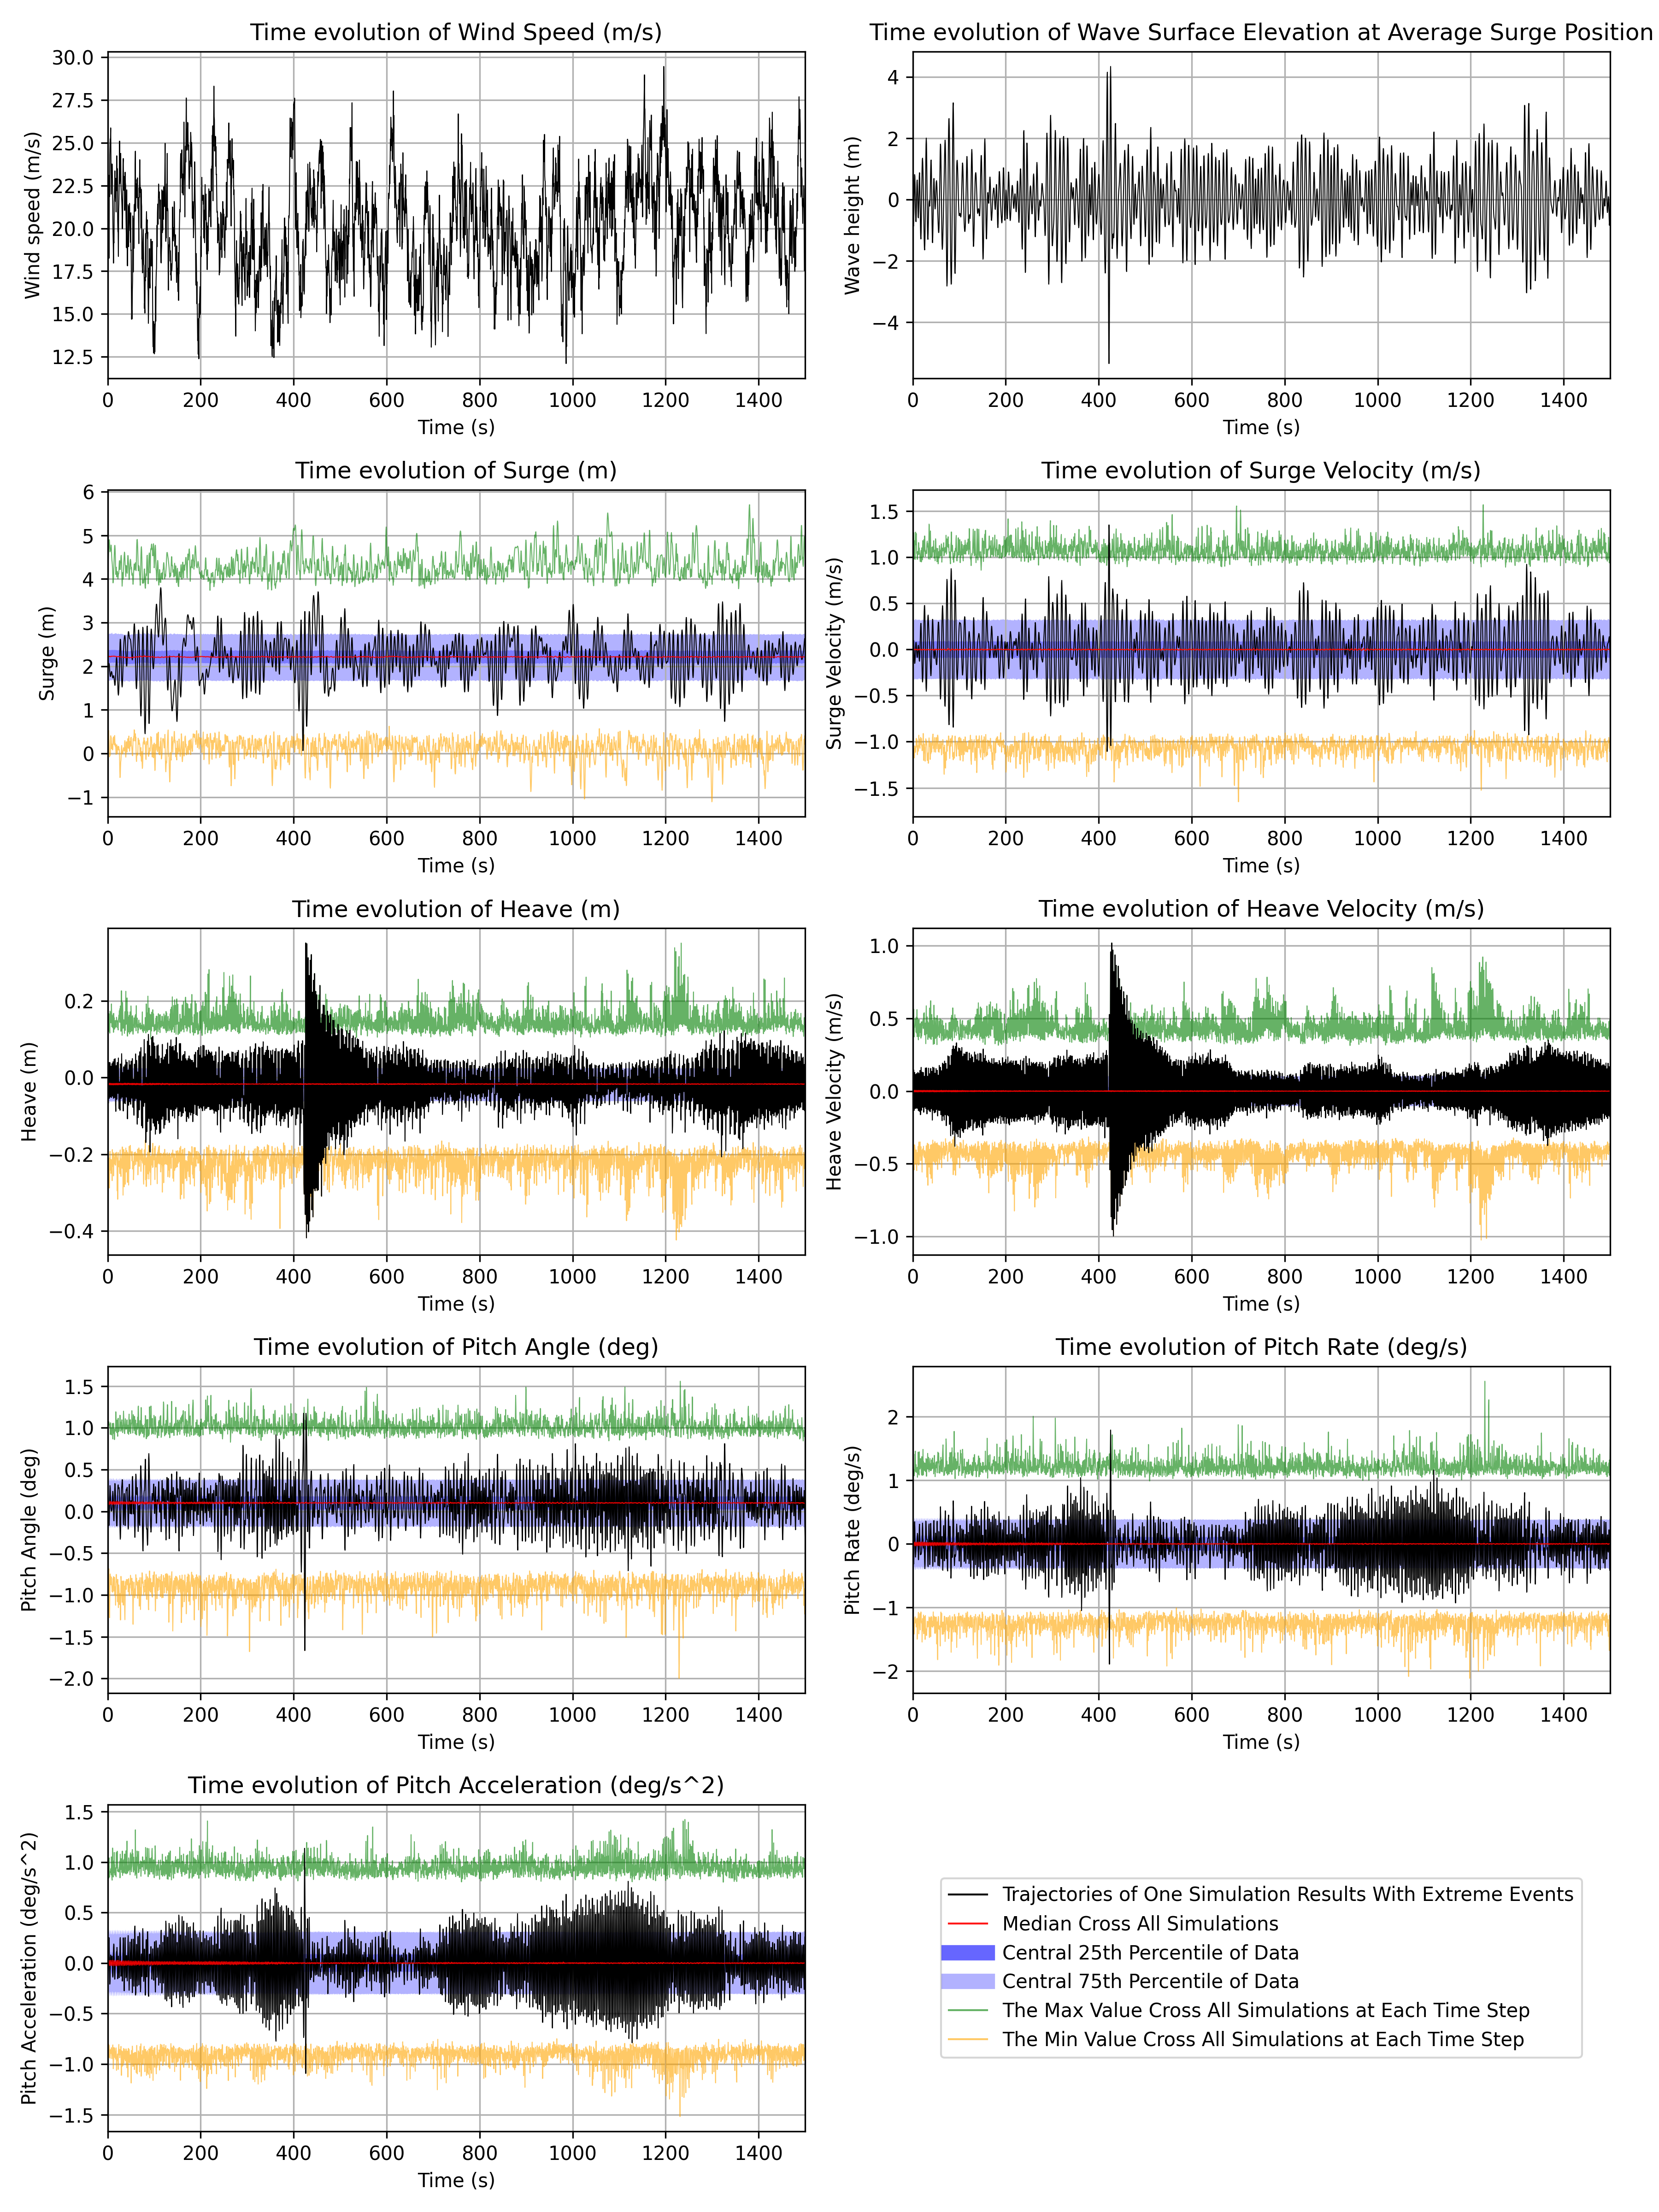 Time evolution of Wind Speed (m/s)
30.0
27.5
25.0
22.5
20.0
17.5
15.0
12.5
Wind speed (m/s)
0 200 400 600 800 1000 1200 1400
Time (s)
Time evolution of Wave Surface Elevation at Average Surge Position
4
2
0
−2
−4
Wave height (m)
0 200 400 600 800 1000 1200 1400
Time (s)
Time evolution of Surge (m)
6
5
4
3
2
1
0
−1
Surge (m)
0 200 400 600 800 1000 1200 1400
Time (s)
Time evolution of Surge Velocity (m/s)
1.5
1.0
0.5
0.0
−0.5
−1.0
−1.5
Surge Velocity (m/s)
0 200 400 600 800 1000 1200 1400
Time (s)
Time evolution of Heave (m)
0.2
0.0
−0.2
−0.4
Heave (m)
0 200 400 600 800 1000 1200 1400
Time (s)
Time evolution of Heave Velocity (m/s)
1.0
0.5
0.0
−0.5
−1.0
Heave Velocity (m/s)
0 200 400 600 800 1000 1200 1400
Time (s)
Time evolution of Pitch Angle (deg)
1.5
1.0
0.5
0.0
−0.5
−1.0
−1.5
−2.0
Pitch Angle (deg)
0 200 400 600 800 1000 1200 1400
Time (s)
Time evolution of Pitch Rate (deg/s)
2
1
0
−1
−2
Pitch Rate (deg/s)
0 200 400 600 800 1000 1200 1400
Time (s)
Time evolution of Pitch Acceleration (deg/s^2)
1.5
1.0
0.5
0.0
−0.5
−1.0
−1.5
Pitch Acceleration (deg/s^2)
0 200 400 600 800 1000 1200 1400
Time (s)
Trajectories of One Simulation Results With Extreme Events
Median Cross All Simulations
Central 25th Percentile of Data
Central 75th Percentile of Data
The Max Value Cross All Simulations at Each Time Step
The Min Value Cross All Simulations at Each Time Step